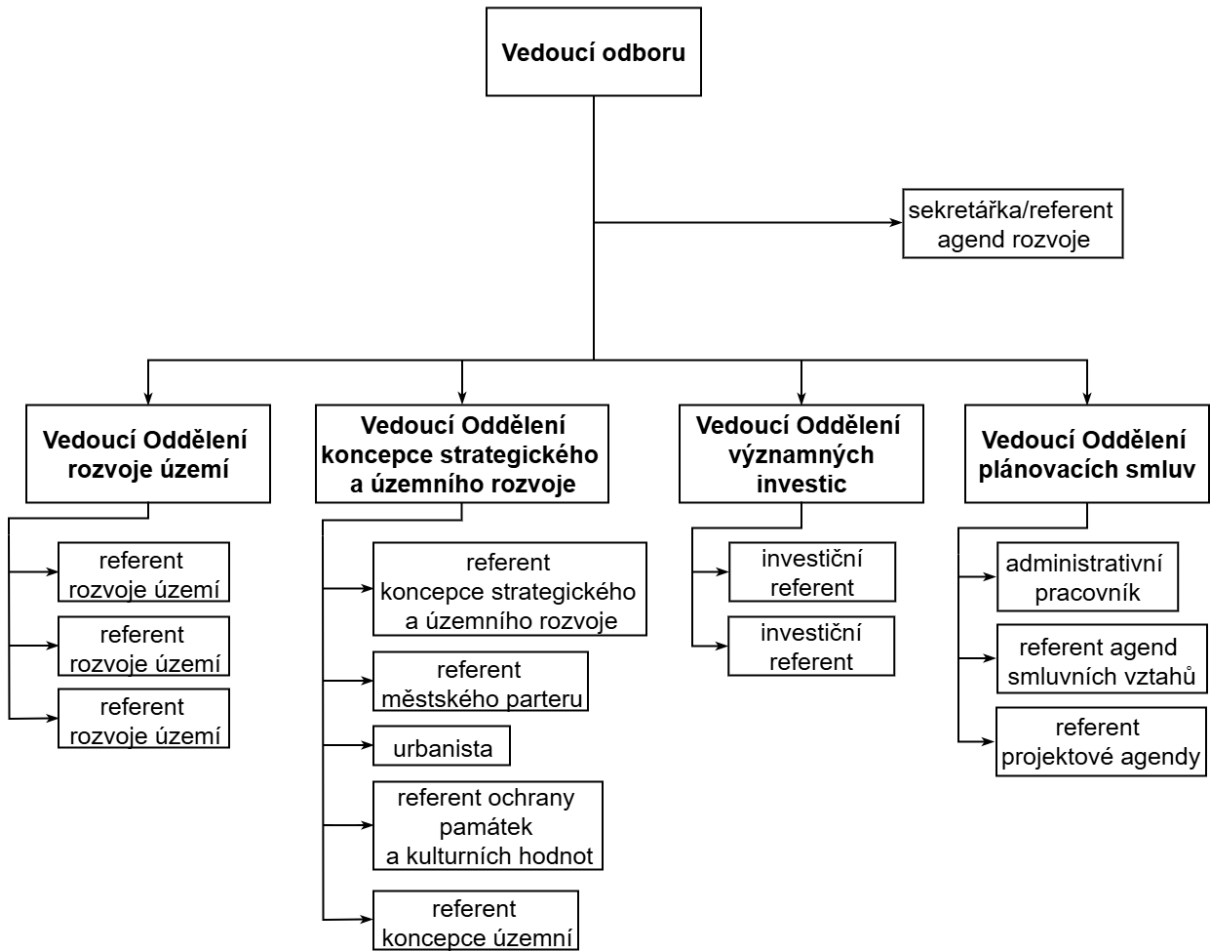 Vedoucí odboru
sekretářka/referent
agend rozvoje
Vedoucí Oddělení
rozvoje území
referent
rozvoje území
referent
rozvoje území
referent
rozvoje území
Vedoucí Oddělení
koncepce strategického
a územního rozvoje
referent
koncepce strategického
a územního rozvoje
referent
městského parteru
urbanista
referent ochrany
památek
a kulturních hodnot
referent
koncepce územní
Vedoucí Oddělení
významných
investic
investiční
referent
investiční
referent
Vedoucí Oddělení
plánovacích smluv
administrativní
pracovník
referent agend
smluvních vztahů
referent
projektové agendy